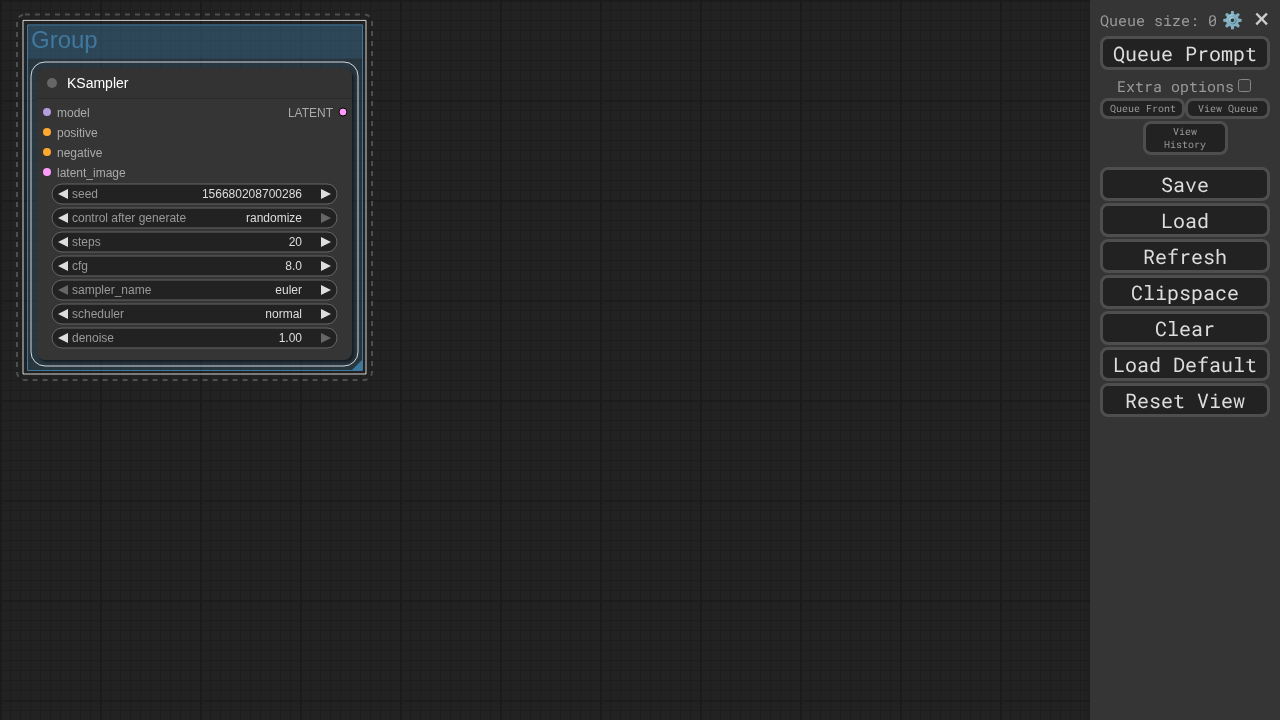 Group
KSampler
model LATENT
positive
negative
latent_image
seed 156680208700286
control after generate randomize
steps 20
cfg 8.0
sampler_name euler
scheduler normal
denoise 1.00
Queue size: 0
Queue Prompt
Extra options
Queue Front View Queue
View
History
Save
Load
Refresh
Clipspace
Clear
Load Default
Reset View